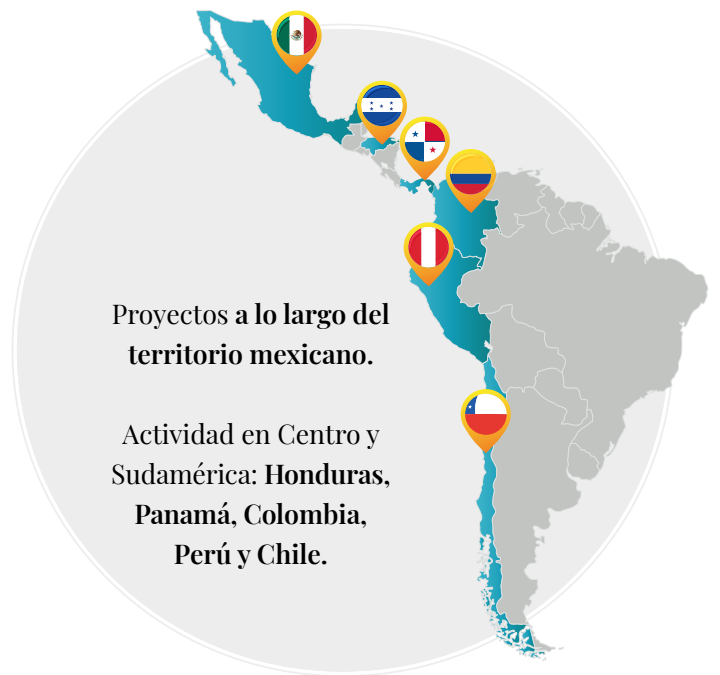 Proyectos a lo largo del
territorio mexicano.
Actividad en Centro y
Sudamérica: Honduras,
Panamá, Colombia,
Perú y Chile.